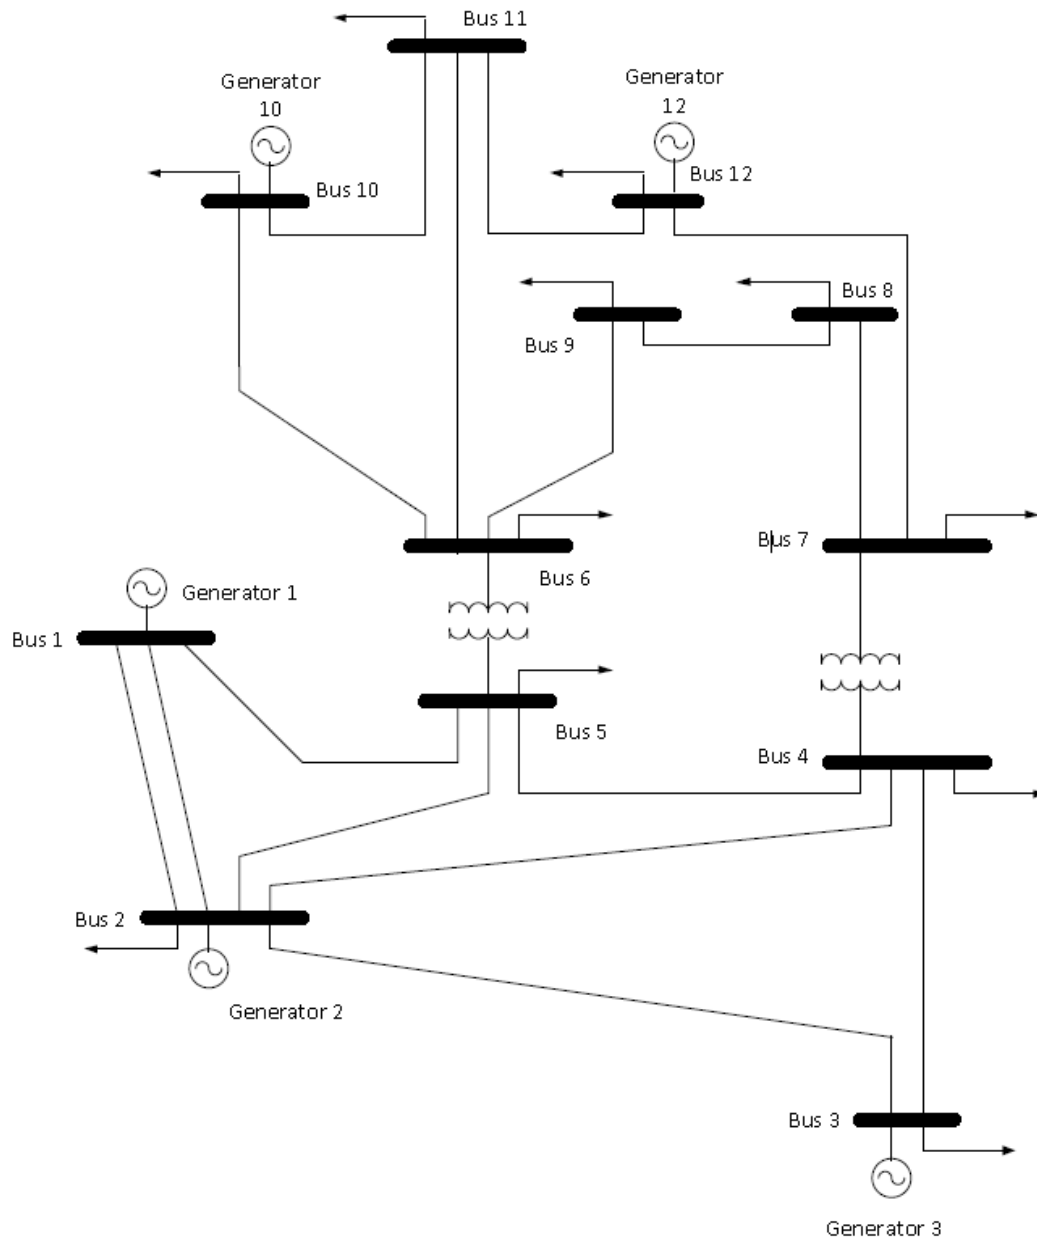 Bus 11
Generator
10
Generator
12
Bus 12
Bus 10
Bus 8
Bus 9
Bus 7
Bus 6
Generator 1
Bus 1
Bus 5
Bus 4
Bus 2
Generator 2
Bus 3
Generator 3